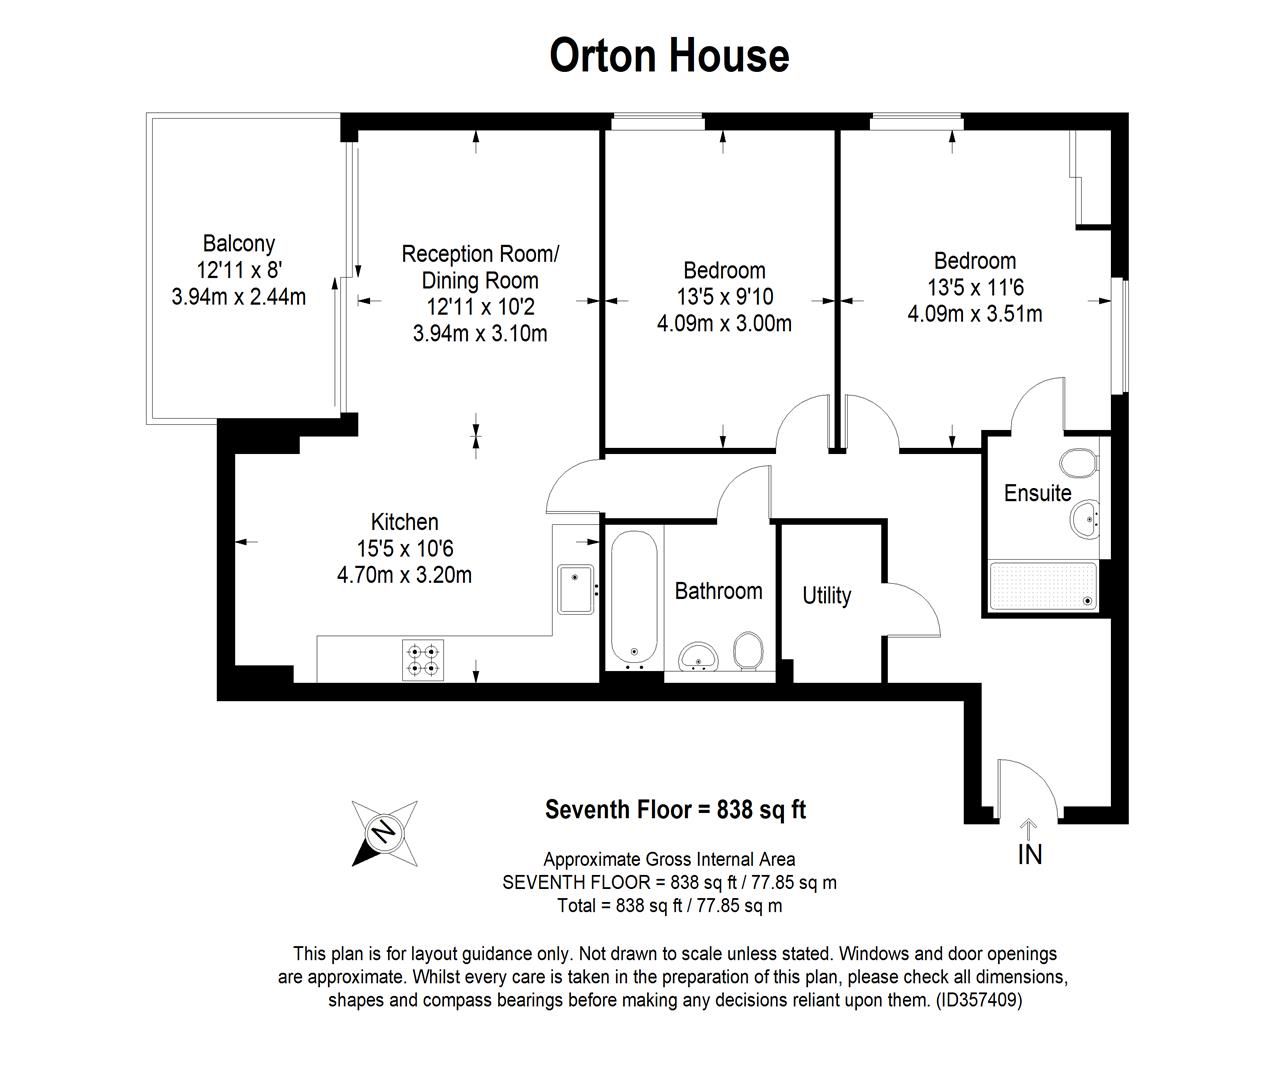 Orton House
Balcony
12'11 x 8'
3.94m x 2.44m
Reception Room/
Dining Room
12'11 x 10'2
3.94m x 3.10m
Bedroom
13'5 x 9'10
4.09m x 3.00m
Bedroom
13'5 x 11'6
4.09m x 3.51m
Kitchen
15'5 x 10'6
4.70m x 3.20m
Bathroom
Utility
Ensuite
IN
N
Seventh Floor = 838 sq ft
Approximate Gross Internal Area
SEVENTH FLOOR = 838 sq ft / 77.85 sq m
Total = 838 sq ft / 77.85 sq m
This plan is for layout guidance only. Not drawn to scale unless stated. Windows and door openings
are approximate. Whilst every care is taken in the preparation of this plan, please check all dimensions,
shapes and compass bearings before making any decisions reliant upon them. (ID357409)